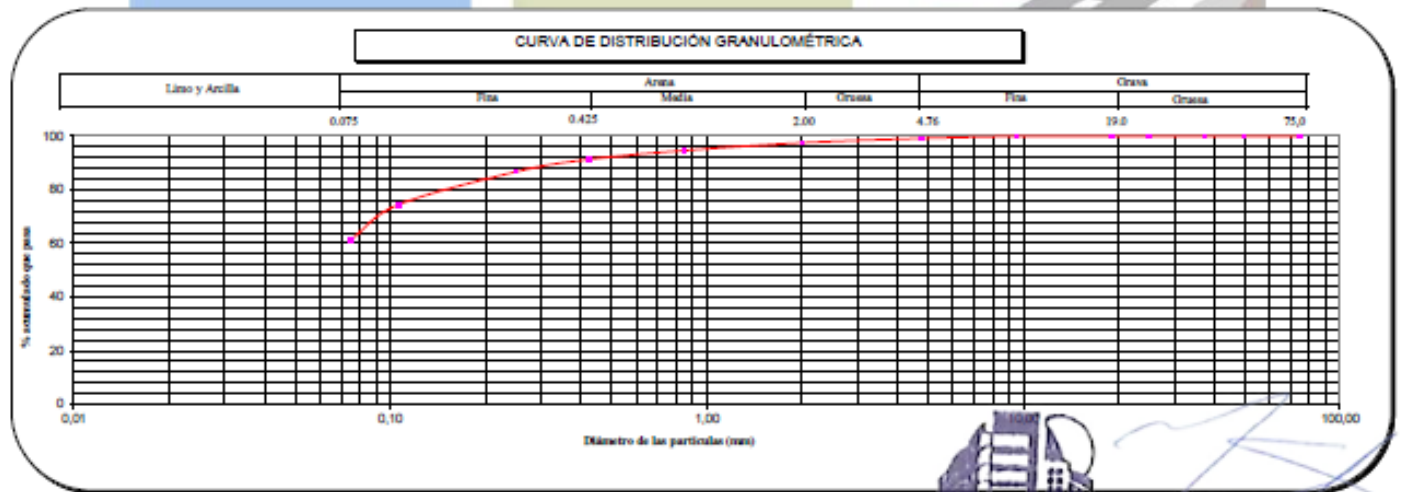 CURVA DE DISTRIBUCIÓN GRANULOMÉTRICA
Limo y Arcilla Arena Grava
Fina Media Gruesa Fina Gruesa
0.075 0.425 2.00 4.76 19.0 75,0
100
80
60
40
20
0
% acumulado que pasa
0,01 0,10 1,00 10,00 100,00
Diámetro de las partículas (mm)